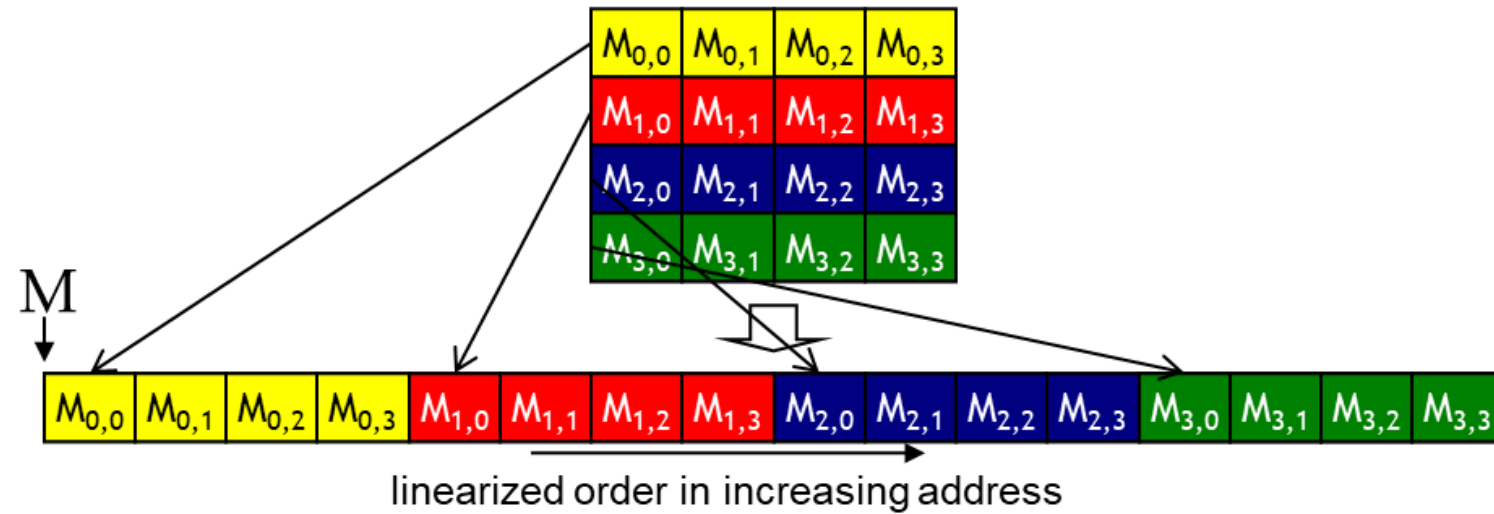 M0,0 M0,1 M0,2 M0,3
M1,0 M1,1 M1,2 M1,3
M2,0 M2,1 M2,2 M2,3
M3,0 M3,1 M3,2 M3,3
M
M0,0 M0,1 M0,2 M0,3 M1,0 M1,1 M1,2 M1,3 M2,0 M2,1 M2,2 M2,3 M3,0 M3,1 M3,2 M3,3
linearized order in increasing address